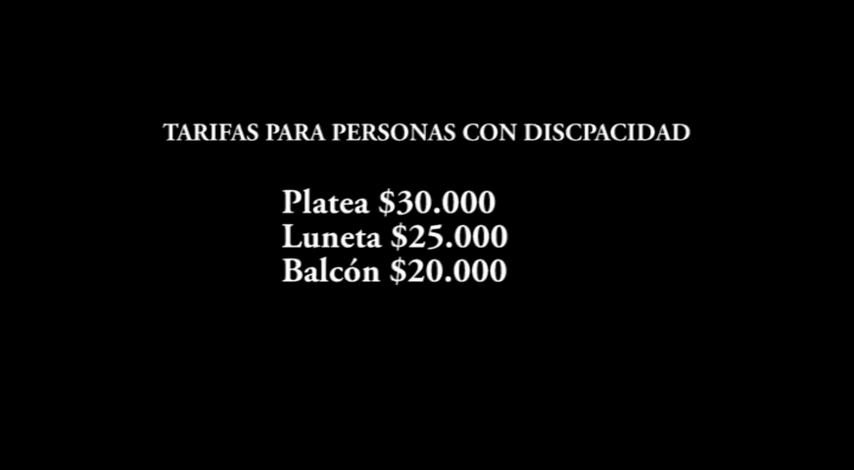 TARIFAS PARA PERSONAS CON DISCPACIDAD
Platea $30.000
Luneta $25.000
Balcón $20.000